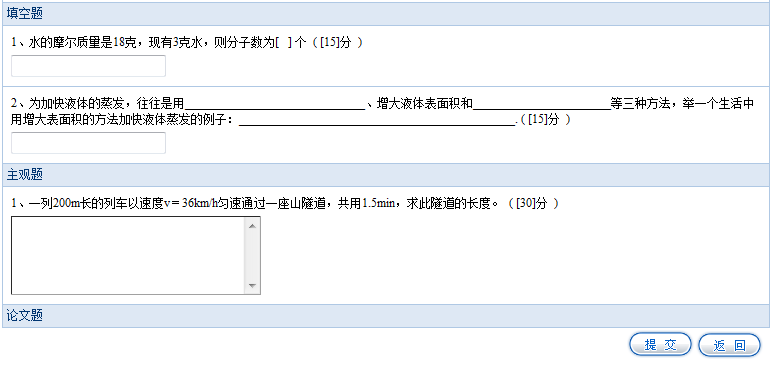 填空题
1、水的摩尔质量是18克，现有3克水，则分子数为[ ]个（[15]分 ）
2、为加快液体的蒸发，往往是用______________________________、增大液体表面积和_______________________等三种方法，举一个生活中
用增大表面积的方法加快液体蒸发的例子：______________________________________________.（[15]分 ）
主观题
1、一列200m长的列车以速度v＝36km/h匀速通过一座山隧道，共用1.5min，求此隧道的长度。（[30]分 ）
论文题
提 交 返 回